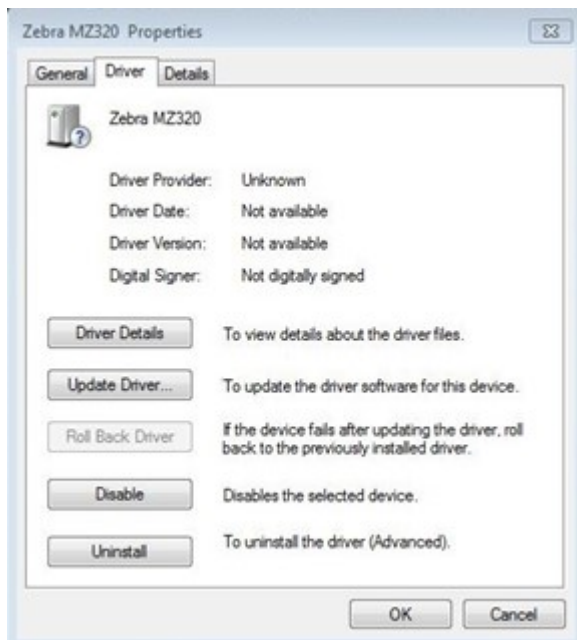 Zebra MZ320 Properties
General Driver Details
Zebra MZ320
Driver Provider: Unknown
Driver Date: Not available
Driver Version: Not available
Digital Signer: Not digitally signed
Driver Details To view details about the driver files.
Update Driver... To update the driver software for this device.
Roll Back Driver If the device fails after updating the driver, roll
back to the previously installed driver.
Disable Disables the selected device.
Uninstall To uninstall the driver (Advanced).
OK Cancel